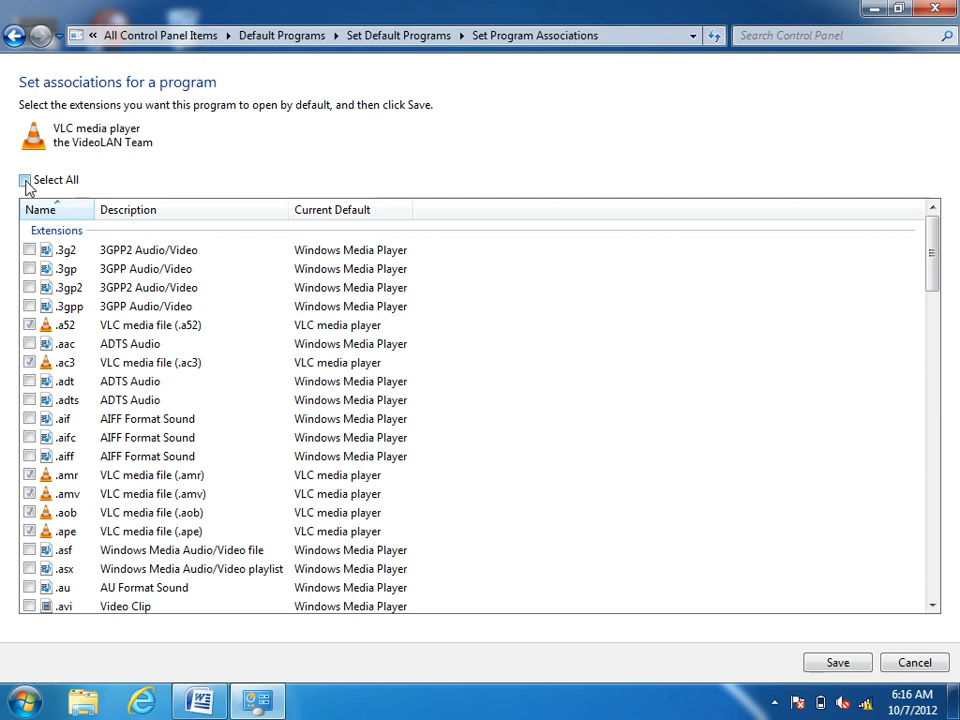 « All Control Panel Items Default Programs Set Default Programs Set Program Associations Search Control Panel
Set associations for a program
Select the extensions you want this program to open by default, and then click Save.
VLC media player
the VideoLAN Team
Select All
Name Description Current Default
Extensions
.3g2 3GPP2 Audio/Video Windows Media Player
.3gp 3GPP Audio/Video Windows Media Player
.3gp2 3GPP2 Audio/Video Windows Media Player
.3gpp 3GPP Audio/Video Windows Media Player
.a52 VLC media file (.a52) VLC media player
.aac ADTS Audio Windows Media Player
.ac3 VLC media file (.ac3) VLC media player
.adt ADTS Audio Windows Media Player
.adts ADTS Audio Windows Media Player
.aif AIFF Format Sound Windows Media Player
.aifc AIFF Format Sound Windows Media Player
.aiff AIFF Format Sound Windows Media Player
.amr VLC media file (.amr) VLC media player
.amv VLC media file (.amv) VLC media player
.aob VLC media file (.aob) VLC media player
.ape VLC media file (.ape) VLC media player
.asf Windows Media Audio/Video file Windows Media Player
.asx Windows Media Audio/Video playlist Windows Media Player
.au AU Format Sound Windows Media Player
.avi Video Clip Windows Media Player
Save Cancel
6:16 AM
10/7/2012